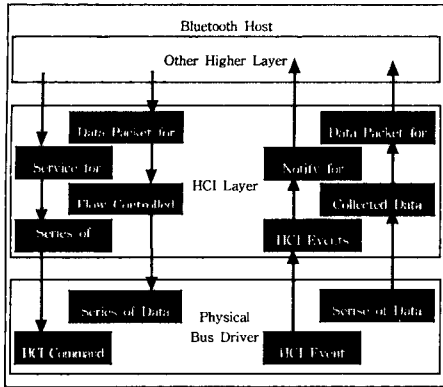 Bluetooth Host
Other Higher Layer
Data Packet for
Data Packet for
Service for
Notify for
HCI Layer
Flow Controlled
Collected Data
Series of
HCI Events
Series of Data
Sense of Data
Physical
Bus Driver
HCI Command
HCI Event